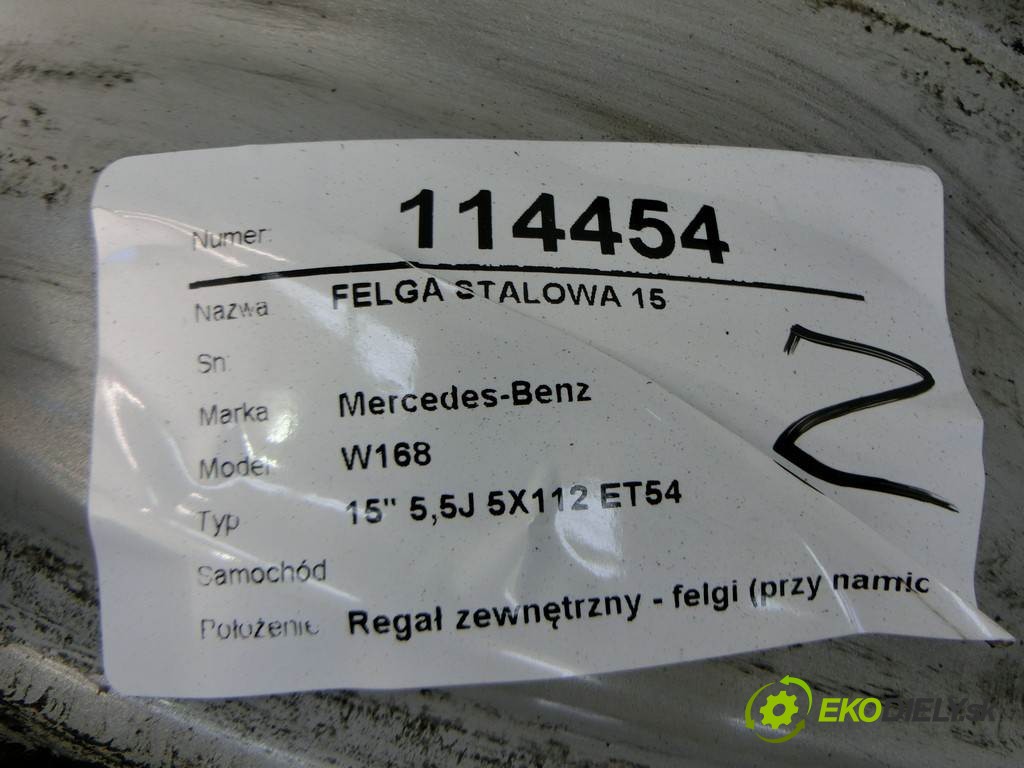 Numer: 114454
Nazwa FELGA STALOWA 15
Sn:
Marka Mercedes-Benz
Model W168
Typ 15" 5,5J 5X112 ET54
Samochód
Położenie Regał zewnętrzny - felgi (przy namic
2
EKODIELY.sk